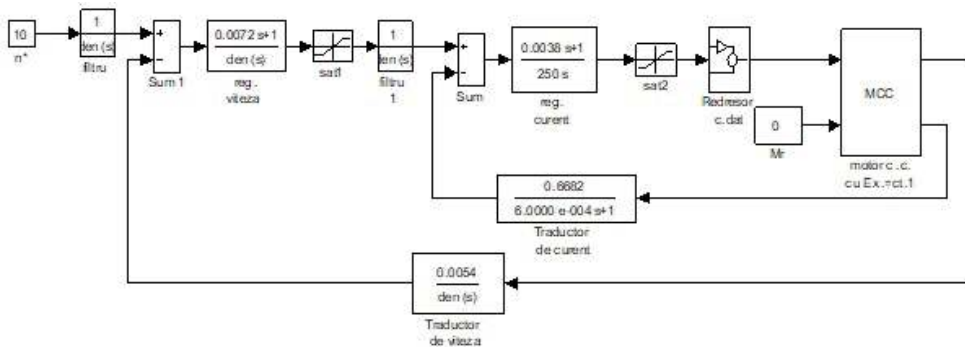 10
n*
1
den (s)
filtru
+
−
Sum 1
0.0072 s+1
den (s)
reg.
viteza
sat1
1
den (s)
filtru
1
+
−
Sum
0.0038 s+1
250 s
reg.
curent
sat2
Redresor
c.dat
0
Mr
MCC
motor c.c.
cu Ex.=ct.1
0.6682
6.0000 e-004 s+1
Traductor
de curent
0.0054
den (s)
Traductor
de viteza